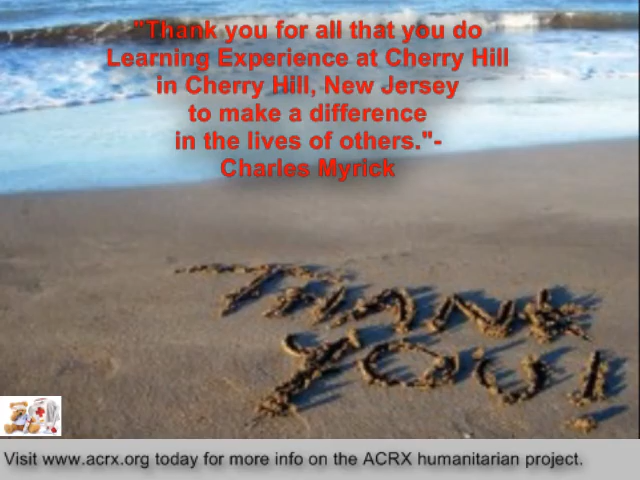 "Thank you for all that you do
Learning Experience at Cherry Hill
in Cherry Hill, New Jersey
to make a difference
in the lives of others."-
Charles Myrick
THANK
YOU!
Visit www.acrx.org today for more info on the ACRX humanitarian project.